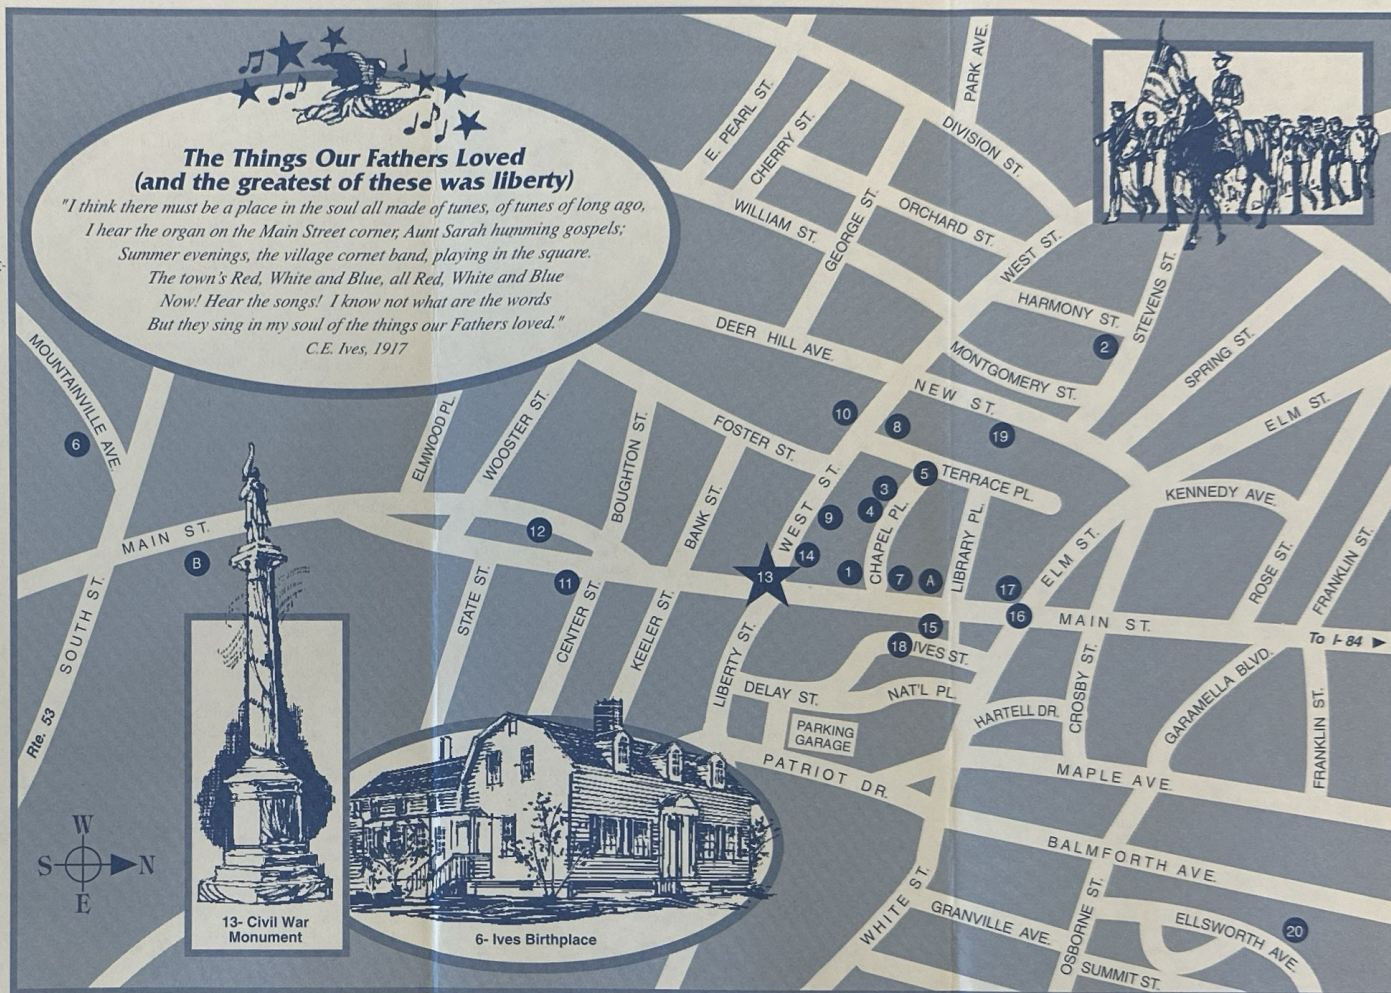 The Things Our Fathers Loved
(and the greatest of these was liberty)
"I think there must be a place in the soul all made of tunes, of tunes of long ago,
I hear the organ on the Main Street corner, Aunt Sarah humming gospels;
Summer evenings, the village cornet band, playing in the square.
The town's Red, White and Blue, all Red, White and Blue
Now! Hear the songs! I know not what are the words
But they sing in my soul of the things our Fathers loved."
C.E. Ives, 1917
PARK AVE.
E. PEARL ST.
CHERRY ST.
DIVISION ST.
WILLIAM ST.
GEORGE ST.
ORCHARD ST.
WEST ST.
HARMONY ST.
STEVENS ST.
2
SPRING ST.
DEER HILL AVE.
MONTGOMERY ST.
NEW ST.
ELM ST.
MOUNTAINVILLE AVE.
6
ELMWOOD PL.
WOOSTER ST.
BOUGHTON ST.
FOSTER ST.
BANK ST.
10
8
19
WEST ST.
5
TERRACE PL.
3
4
9
CHAPEL PL.
LIBRARY PL.
KENNEDY AVE.
ELM ST.
ROSE ST.
FRANKLIN ST.
MAIN ST.
B
12
11
14
13
1
7
A
17
16
MAIN ST.
To I-84
15
18
IVES ST.
SOUTH ST.
STATE ST.
CENTER ST.
KEELER ST.
LIBERTY ST.
DELAY ST.
NAT'L PL.
PARKING
GARAGE
HARTELL DR.
CROSBY ST.
GARAMELLA BLVD.
FRANKLIN ST.
Rte. 53
PATRIOT DR.
MAPLE AVE.
BALMFORTH AVE.
W
S
N
E
WHITE ST.
GRANVILLE AVE.
OSBORNE ST.
ELLSWORTH AVE.
20
SUMMIT ST.
13- Civil War
Monument
6- Ives Birthplace